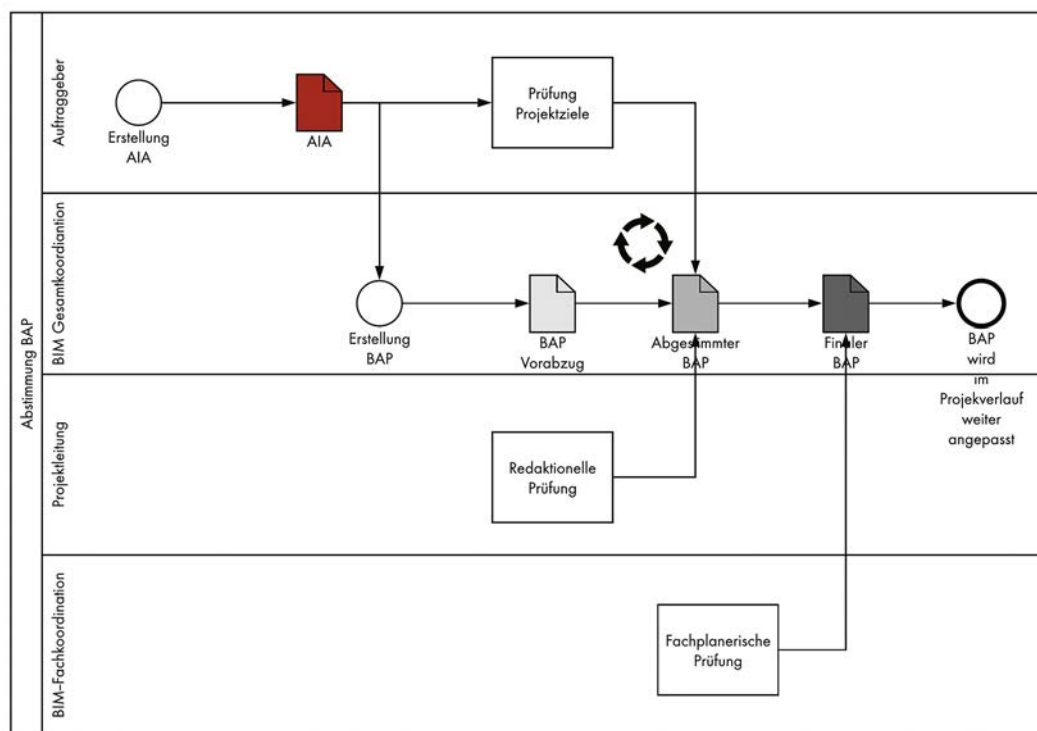 Abstimmung BAP
Auftraggeber
Erstellung
AIA
AIA
Prüfung
Projektziele
BIM Gesamtkoordiantion
Erstellung
BAP
BAP
Vorabzug
Abgestimmter
BAP
Finaler
BAP
BAP
wird
im
Projekverlauf
weiter
angepasst
Projektleitung
Redaktionelle
Prüfung
BIM–Fachkoordination
Fachplanerische
Prüfung